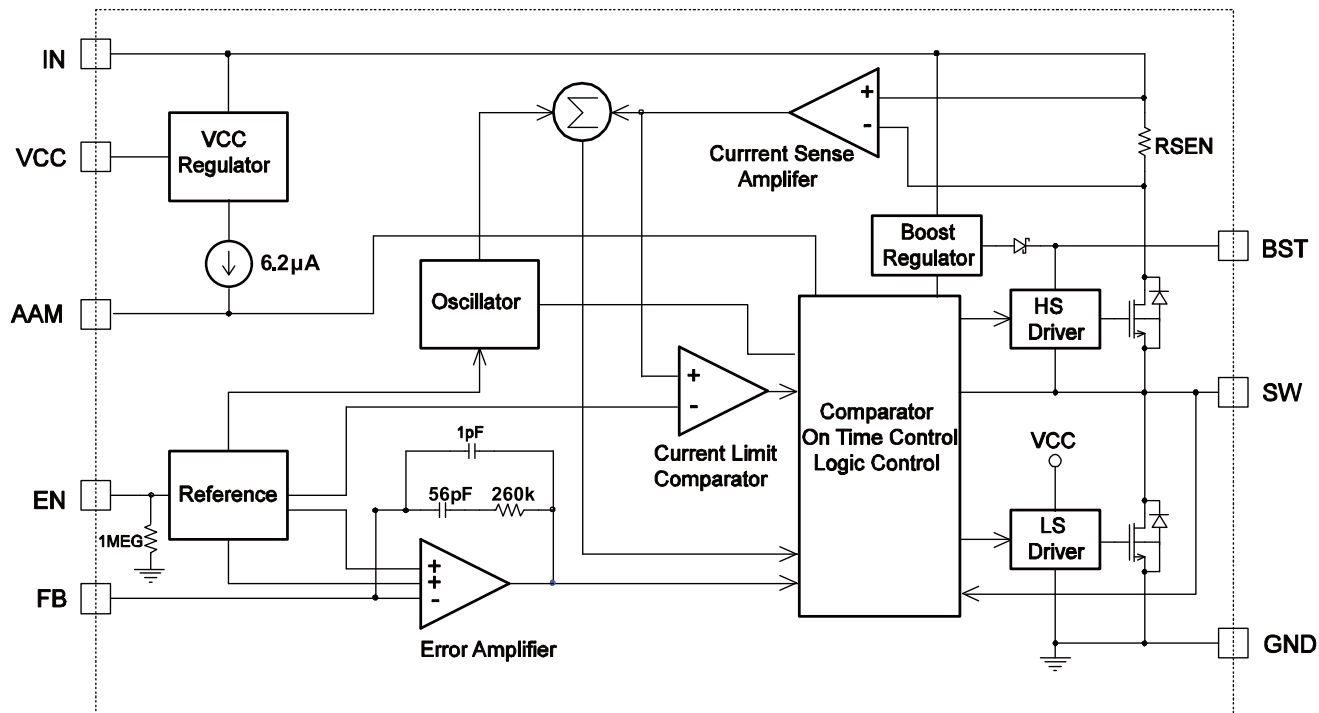 IN
VCC
Regulator
VCC
6.2µA
AAM
Oscillator
Σ
+
-
Currrent Sense
Amplifer
RSEN
Boost
Regulator
BST
HS
Driver
SW
+
-
Current Limit
Comparator
Comparator
On Time Control
Logic Control
VCC
LS
Driver
GND
EN
Reference
1MEG
1pF
56pF
260k
FB
+
+
-
Error Amplifier
VCC